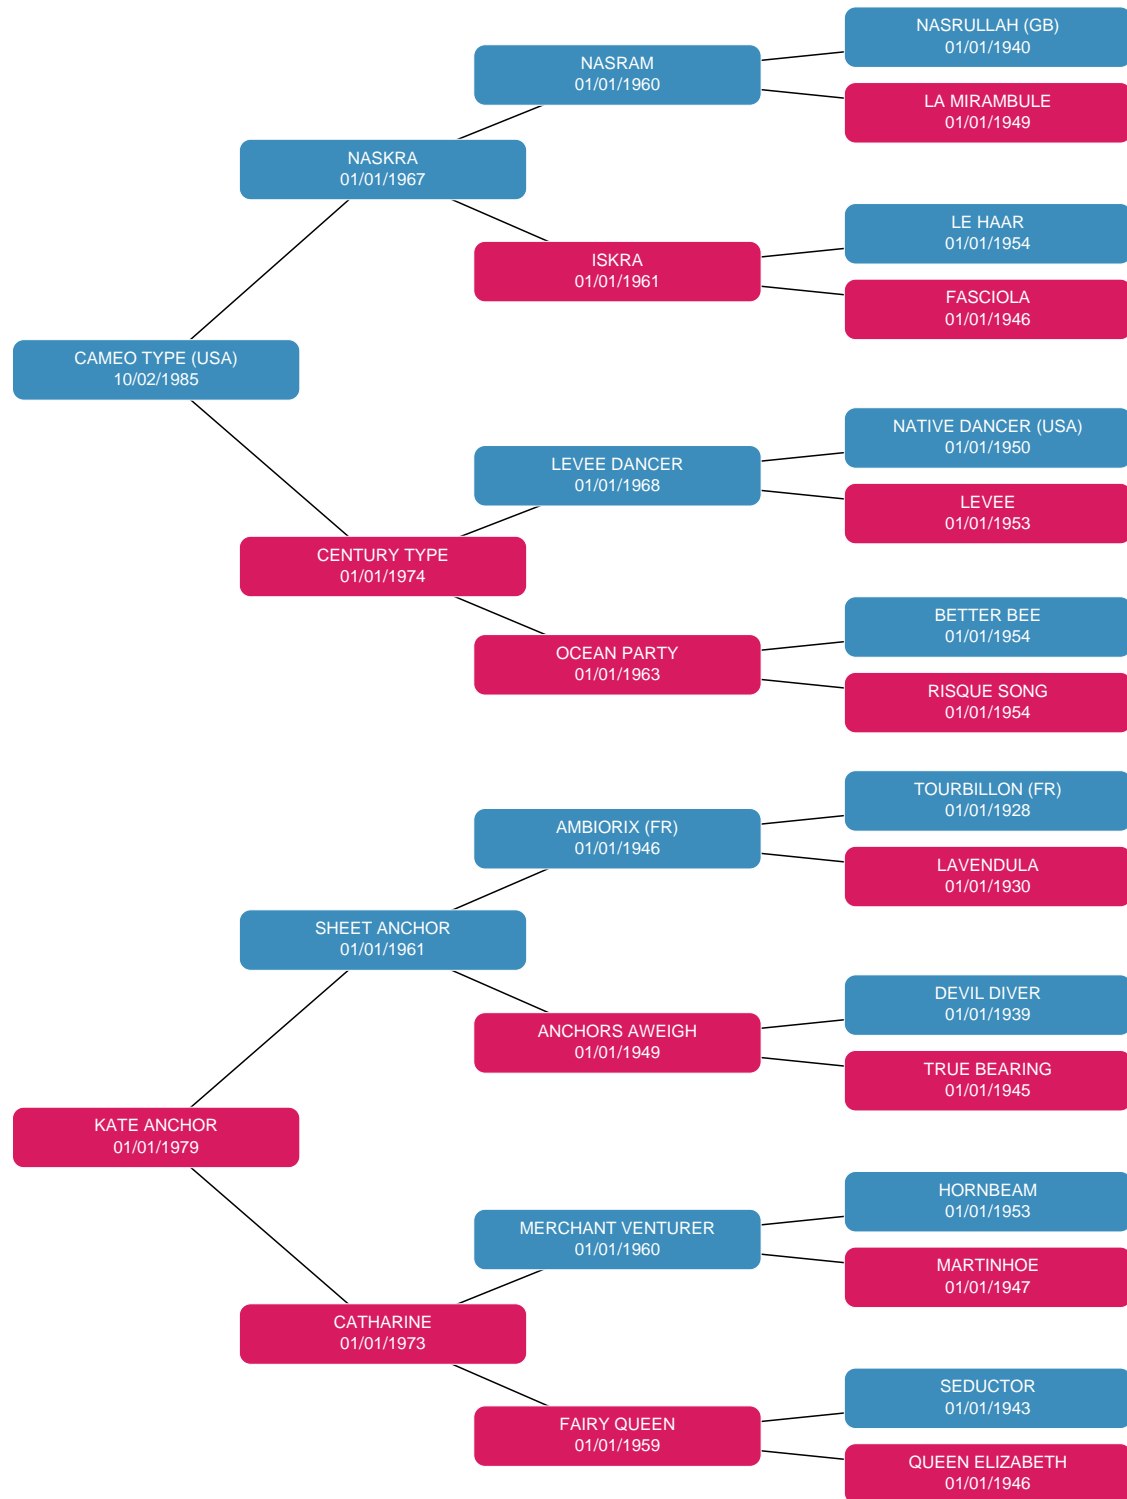 NASRULLAH (GB)
01/01/1940
NASRAM
01/01/1960
LA MIRAMBULE
01/01/1949
NASKRA
01/01/1967
LE HAAR
01/01/1954
ISKRA
01/01/1961
FASCIOLA
01/01/1946
CAMEO TYPE (USA)
10/02/1985
NATIVE DANCER (USA)
01/01/1950
LEVEE DANCER
01/01/1968
LEVEE
01/01/1953
CENTURY TYPE
01/01/1974
BETTER BEE
01/01/1954
OCEAN PARTY
01/01/1963
RISQUE SONG
01/01/1954
TOURBILLON (FR)
01/01/1928
AMBIORIX (FR)
01/01/1946
LAVENDULA
01/01/1930
SHEET ANCHOR
01/01/1961
DEVIL DIVER
01/01/1939
ANCHORS AWEIGH
01/01/1949
TRUE BEARING
01/01/1945
KATE ANCHOR
01/01/1979
HORNBEAM
01/01/1953
MERCHANT VENTURER
01/01/1960
MARTINHOE
01/01/1947
CATHARINE
01/01/1973
SEDUCTOR
01/01/1943
FAIRY QUEEN
01/01/1959
QUEEN ELIZABETH
01/01/1946